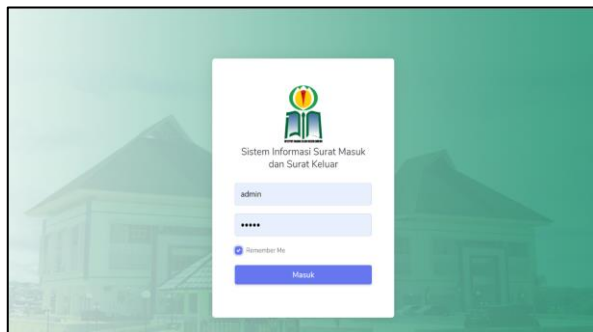 Sistem Informasi Surat Masuk
dan Surat Keluar
admin
•••••
Remember Me
Masuk